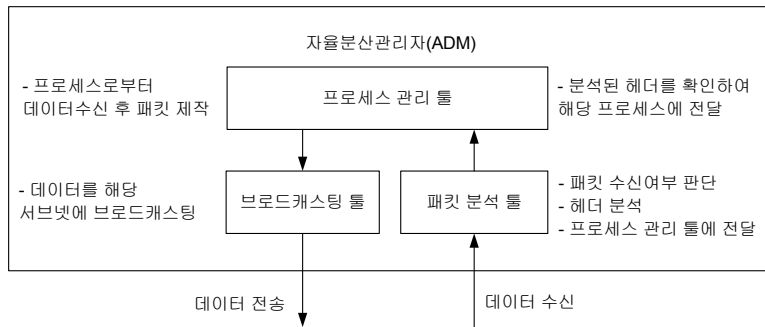 자율분산관리자(ADM)
- 프로세스로부터
데이터수신 후 패킷 제작
프로세스 관리 툴
- 분석된 헤더를 확인하여
해당 프로세스에 전달
- 데이터를 해당
서브넷에 브로드캐스팅
브로드캐스팅 툴
패킷 분석 툴
- 패킷 수신여부 판단
- 헤더 분석
- 프로세스 관리 툴에 전달
데이터 전송
데이터 수신